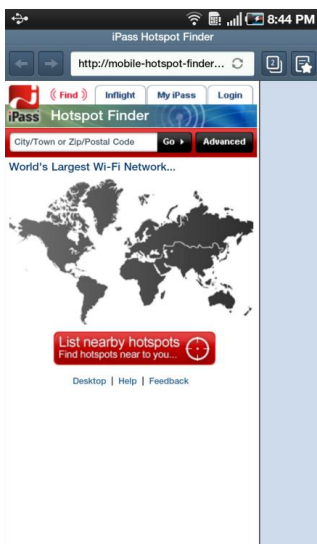 8:44 PM
iPass Hotspot Finder
http://mobile-hotspot-finder... 2
((Find)) Inflight My iPass Login
iPass Hotspot Finder
City/Town or Zip/Postal Code Go Advanced
World's Largest Wi-Fi Network...
List nearby hotspots
Find hotspots near to you...
Desktop | Help | Feedback